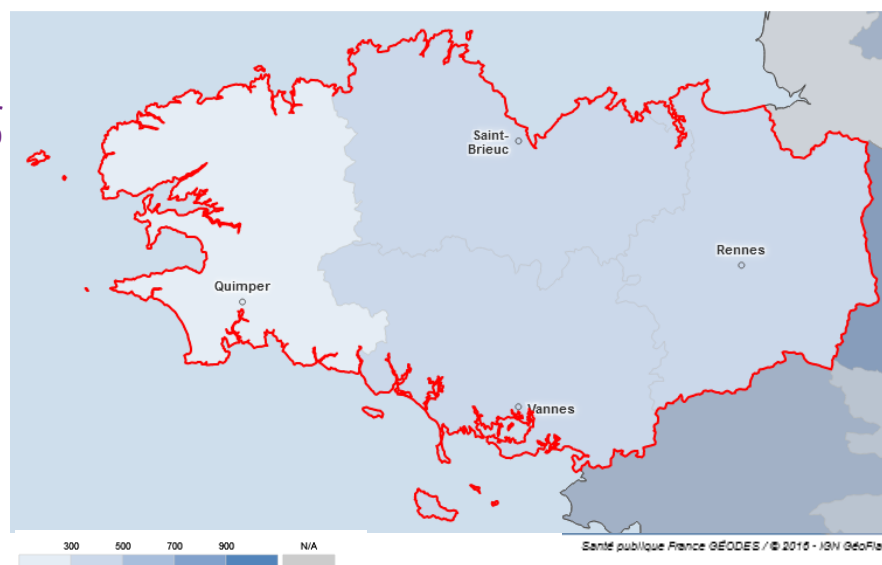 Saint-
Brieuc
Rennes
Quimper
Vannes
300 500 700 900 N/A
Santé publique France GÉODES / © 2016 - IGN GéoFla